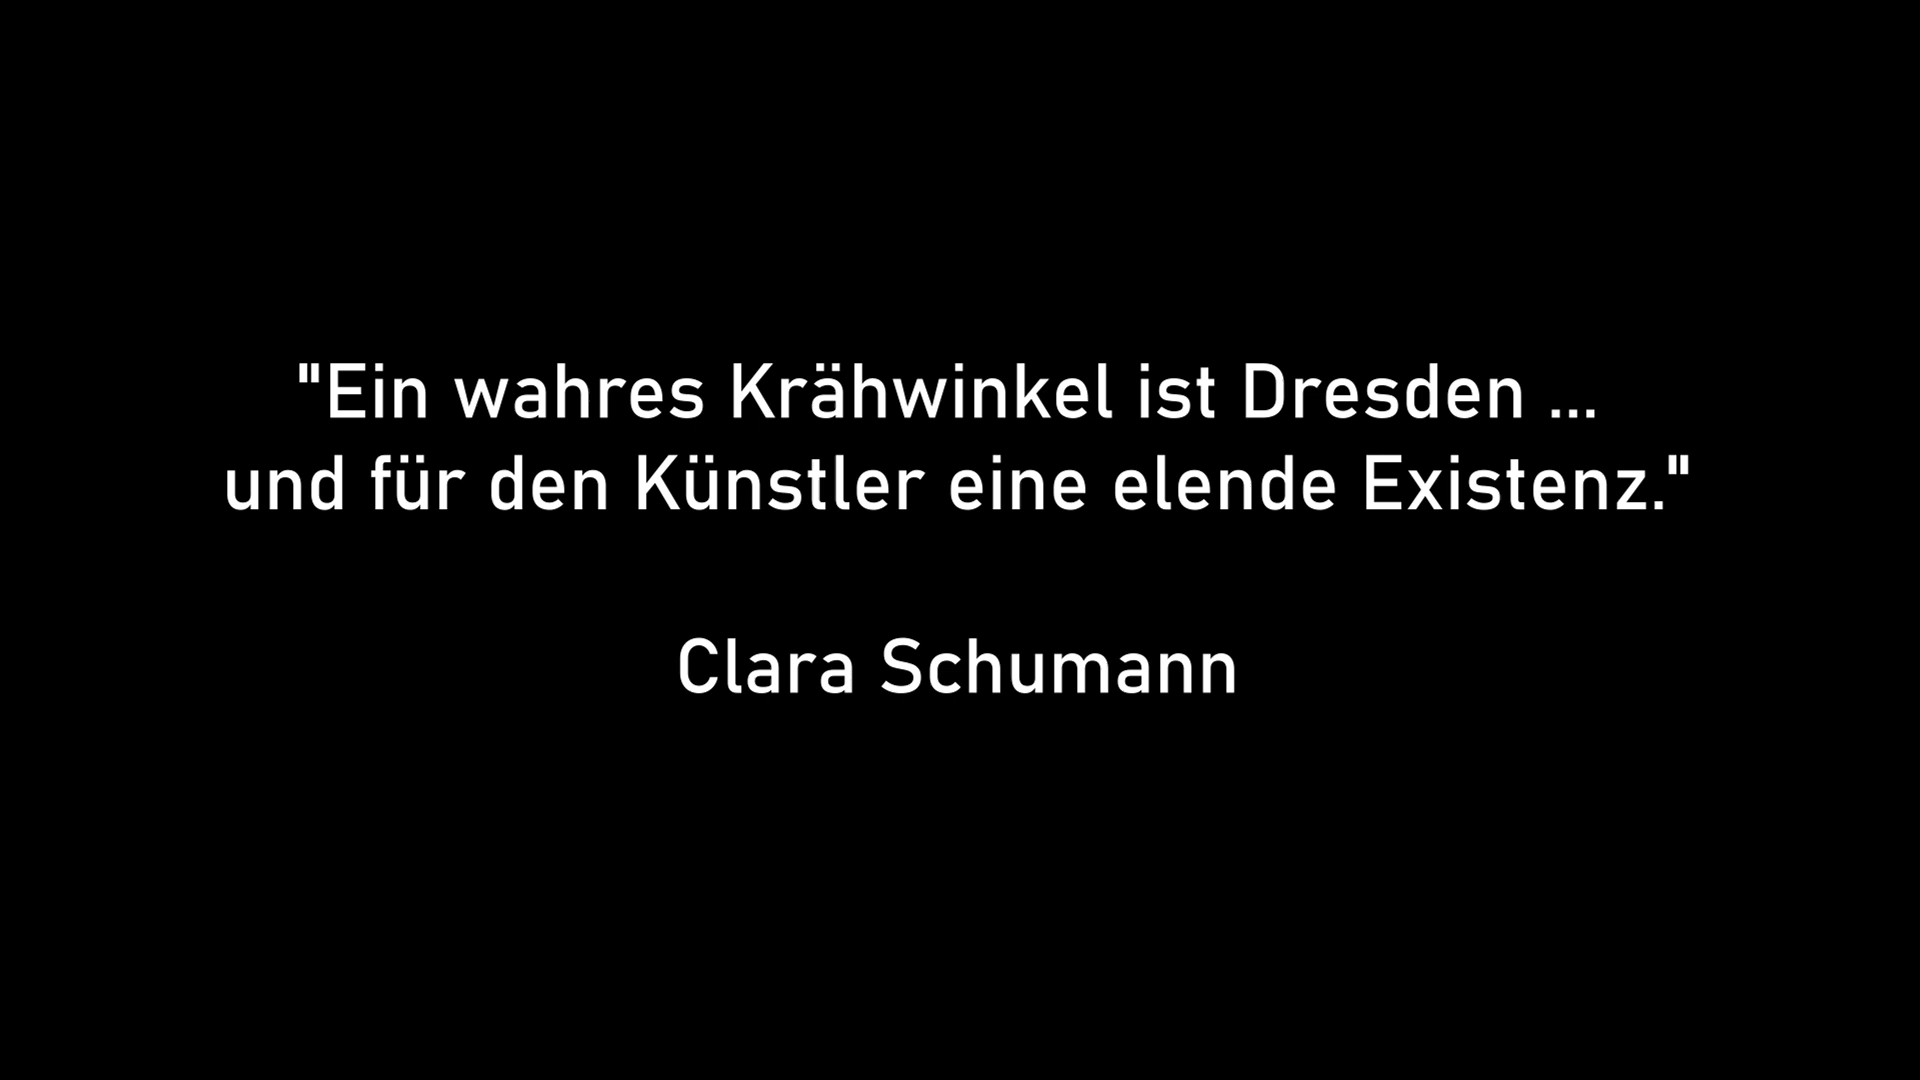 "Ein wahres Krähwinkel ist Dresden ...
und für den Künstler eine elende Existenz."
Clara Schumann